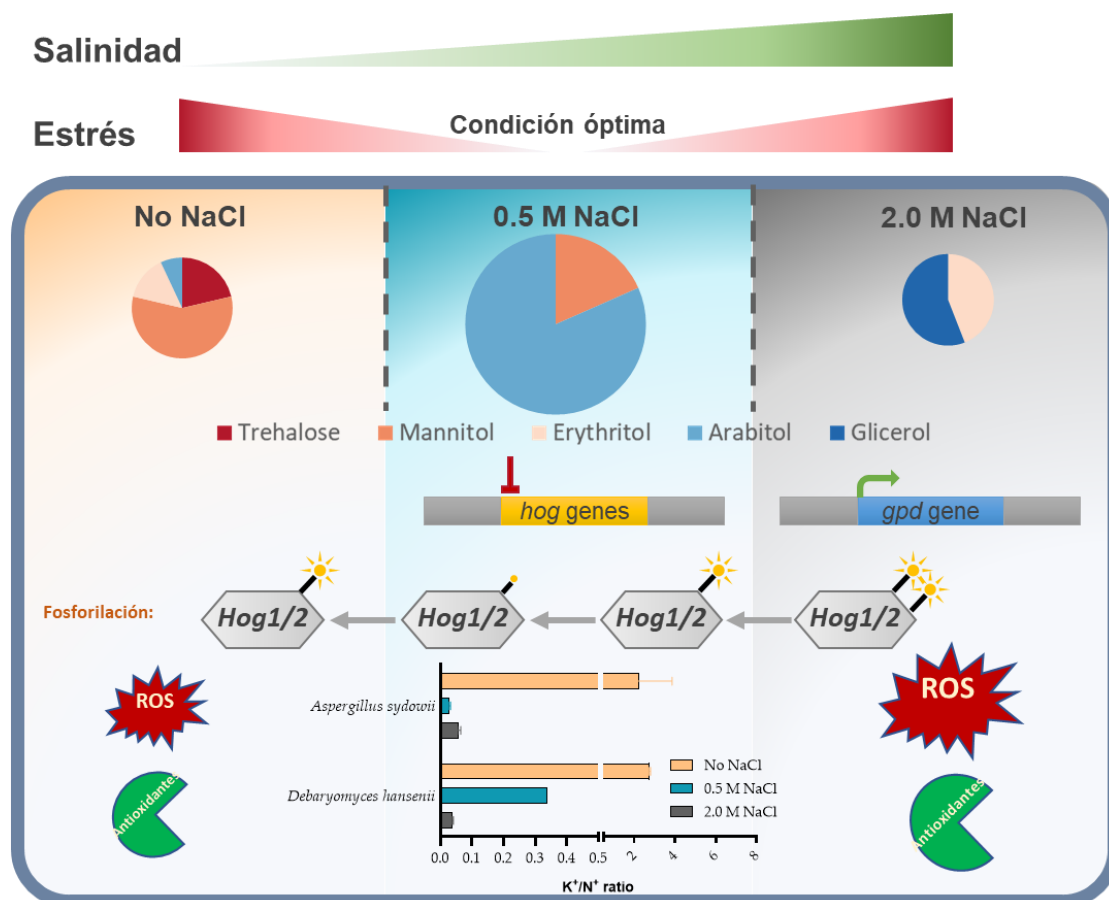 Salinidad
Estrés
Condición óptima
No NaCl
0.5 M NaCl
2.0 M NaCl
Trehalose
Mannitol
Erythritol
Arabitol
Glicerol
hog genes
gpd gene
Fosforilación:
Hog1/2
Hog1/2
Hog1/2
Hog1/2
ROS
Antioxidantes
Aspergillus sydowii
Debaryomyces hansenii
No NaCl
0.5 M NaCl
2.0 M NaCl
0.0 0.1 0.2 0.3 0.4 0.5 2 4 6 8
K+/N+ ratio
ROS
Antioxidantes